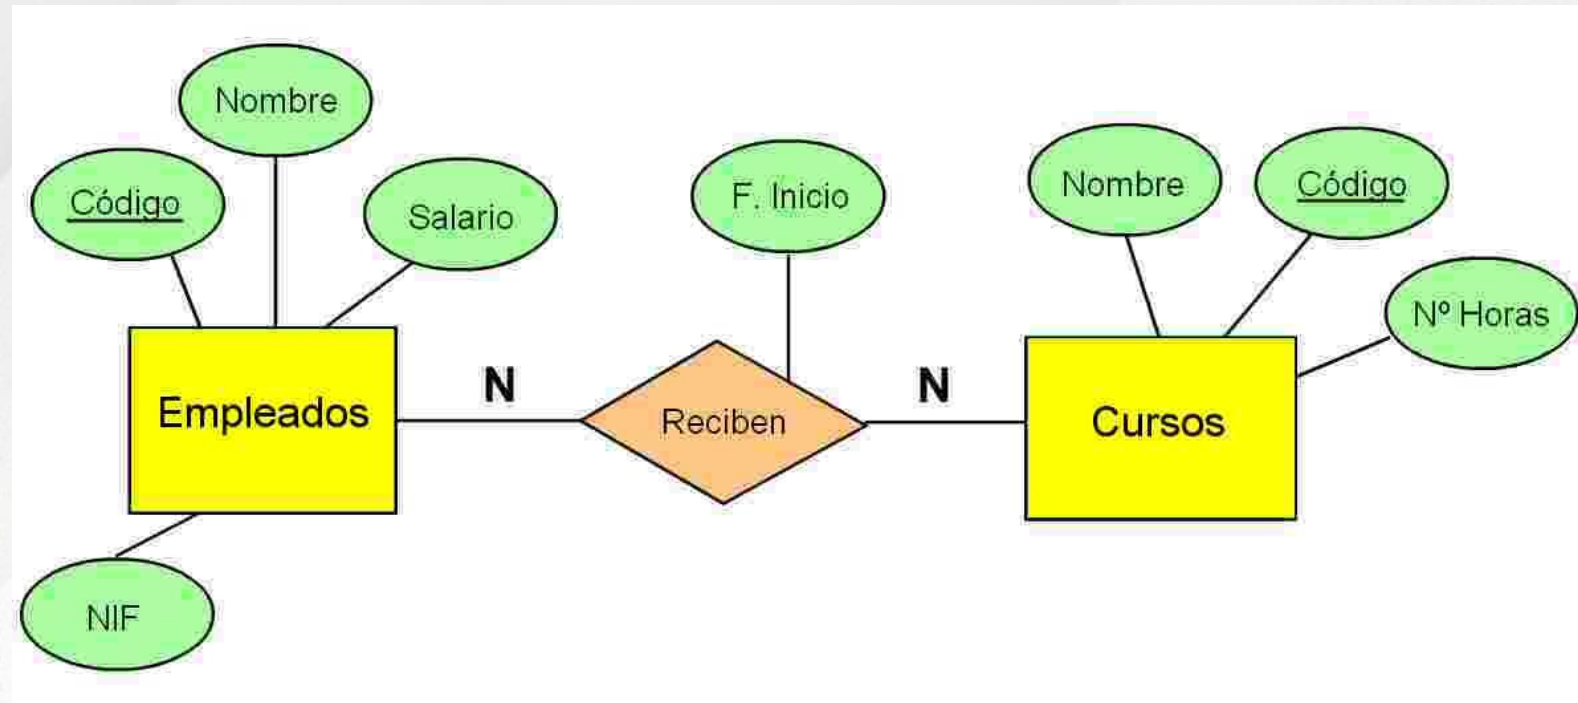 Nombre
Código
Salario
F. Inicio
Nombre
Código
Nº Horas
Empleados
N
Reciben
N
Cursos
NIF